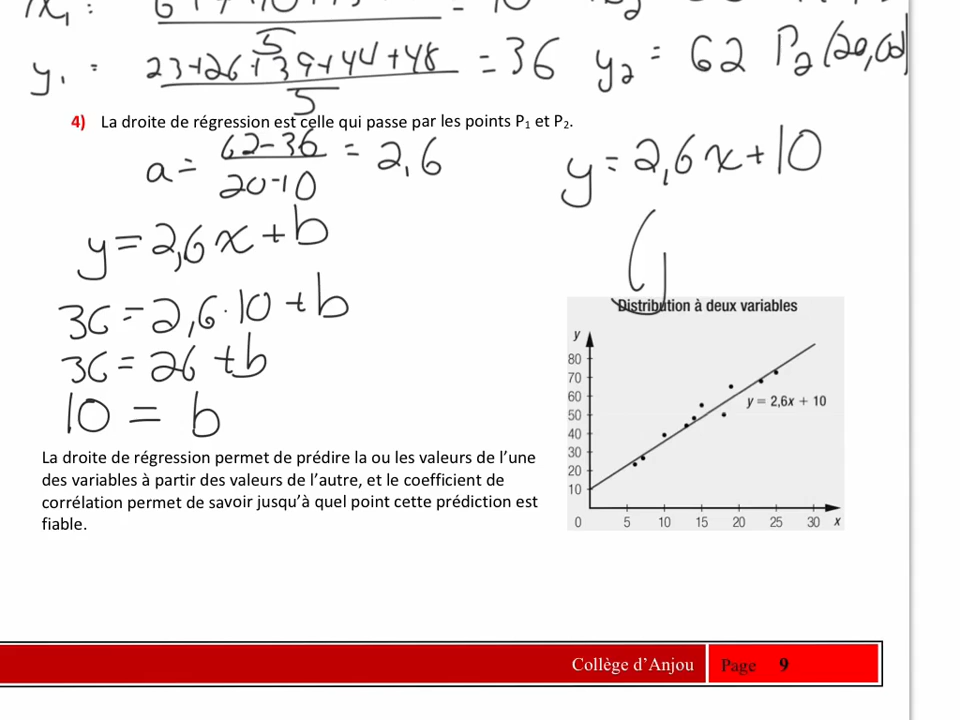 y₁ = 23+26+39+44+48 / 5 = 36 y₂ = 62 P₂(20,62)
4) La droite de régression est celle qui passe par les points P₁ et P₂.
a = 62-36 / 20-10 = 2,6
y = 2,6x + 10
y = 2,6x + b
36 = 2,6·10 + b
36 = 26 + b
10 = b
Distribution à deux variables
y
80
70
60
50
40
30
20
10
y = 2,6x + 10
0 5 10 15 20 25 30 x
La droite de régression permet de prédire la ou les valeurs de l’une
des variables à partir des valeurs de l’autre, et le coefficient de
corrélation permet de savoir jusqu’à quel point cette prédiction est
fiable.
Collège d’Anjou Page 9